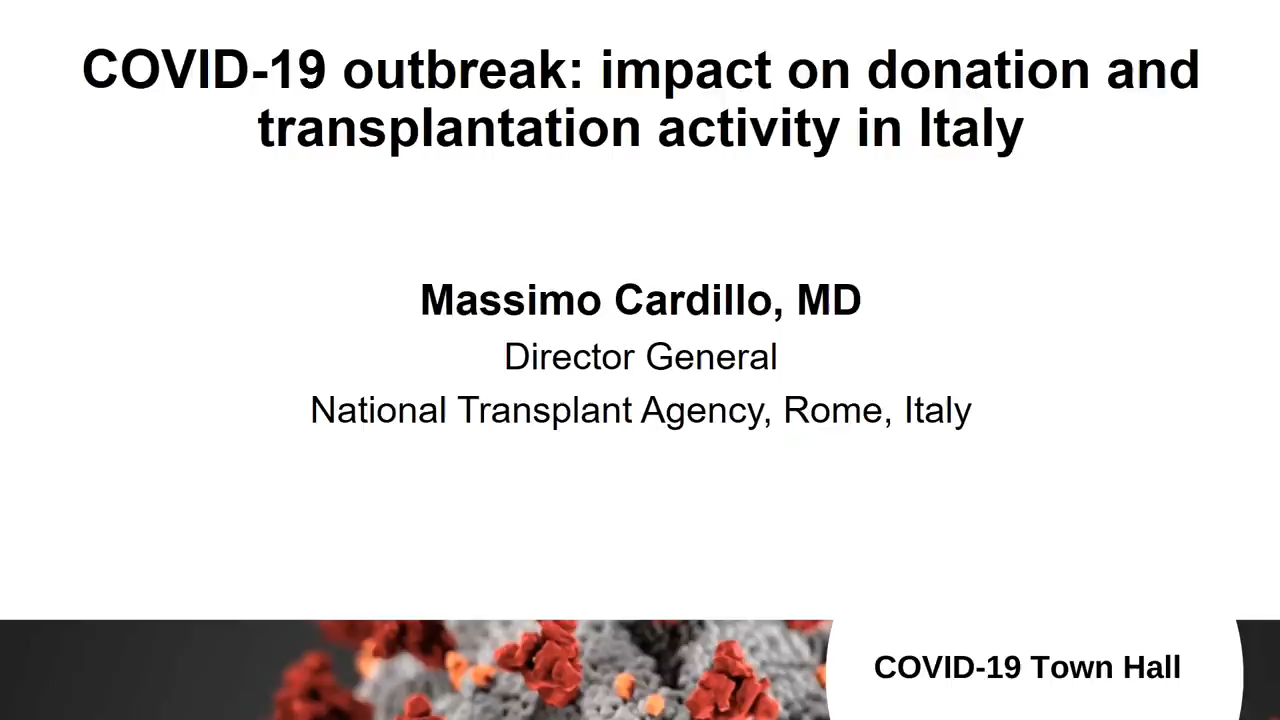 COVID-19 outbreak: impact on donation and
transplantation activity in Italy
Massimo Cardillo, MD
Director General
National Transplant Agency, Rome, Italy
COVID-19 Town Hall